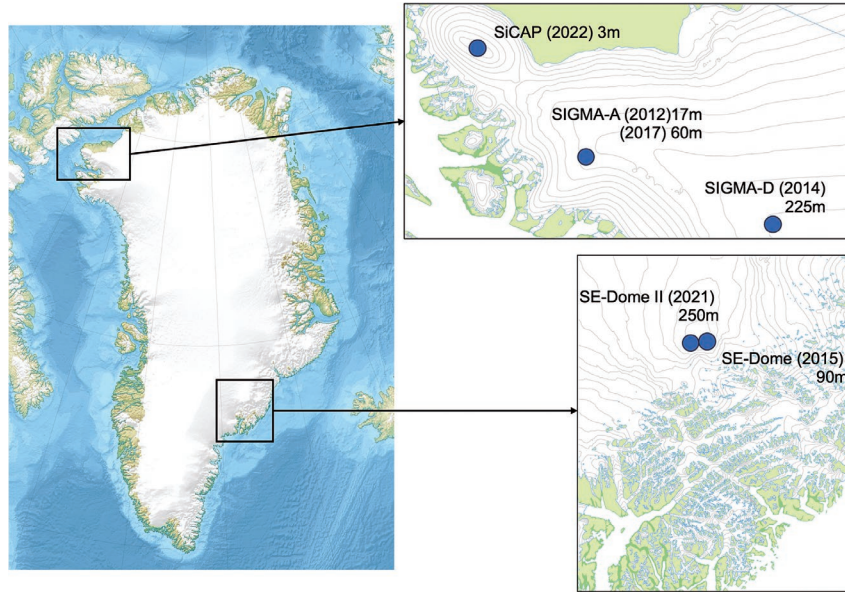 SiCAP (2022) 3m
SIGMA-A (2012)17m
(2017) 60m
SIGMA-D (2014)
225m
SE-Dome II (2021)
250m
SE-Dome (2015)
90m